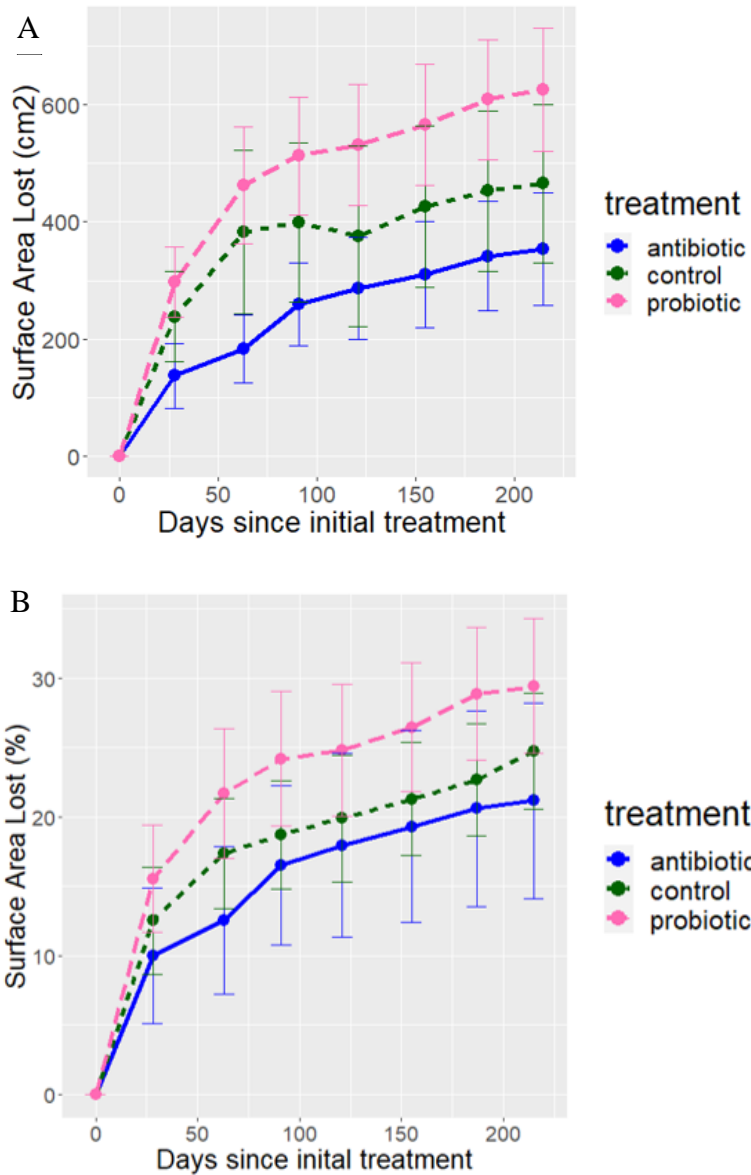 A
Surface Area Lost (cm2)
600
400
200
0
0 50 100 150 200
Days since initial treatment
treatment
antibiotic
control
probiotic
B
Surface Area Lost (%)
30
20
10
0
0 50 100 150 200
Days since inital treatment
treatment
antibiotic
control
probiotic